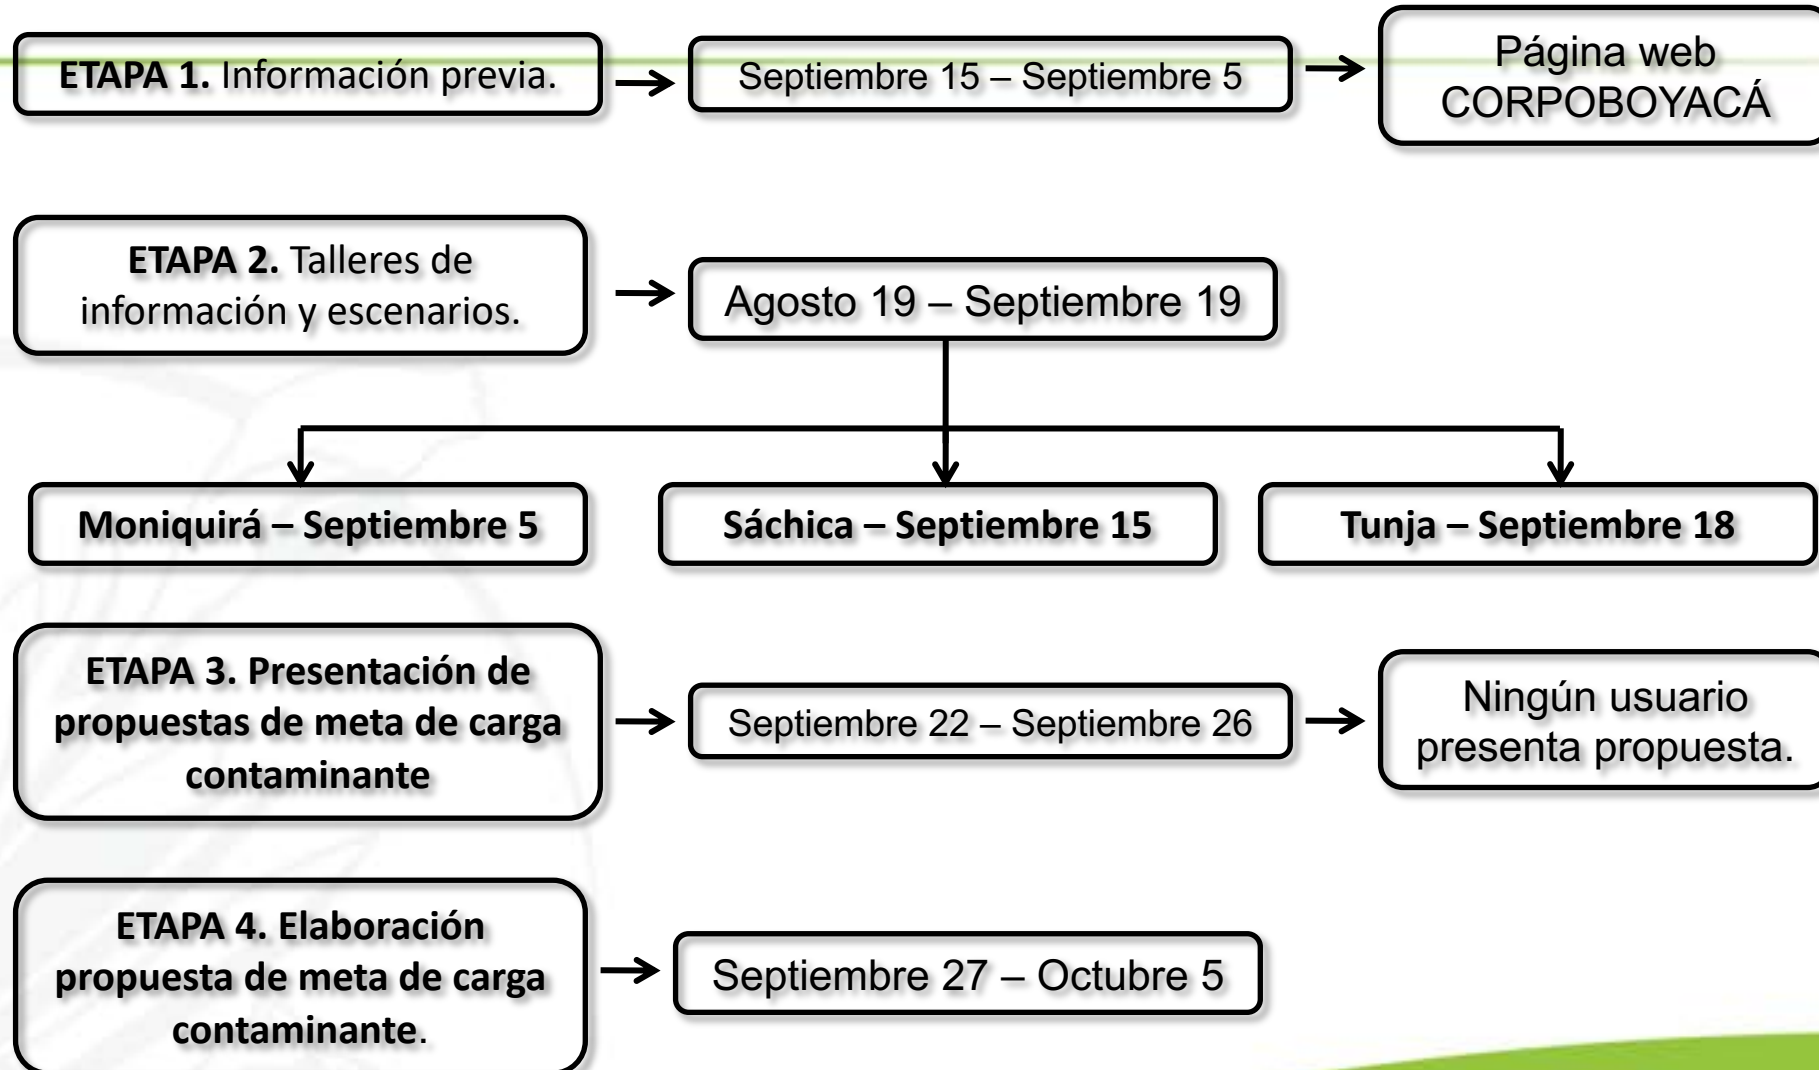 ETAPA 1. Información previa.
Septiembre 15 – Septiembre 5
Página web
CORPOBOYACÁ
ETAPA 2. Talleres de
información y escenarios.
Agosto 19 – Septiembre 19
Moniquirá – Septiembre 5
Sáchica – Septiembre 15
Tunja – Septiembre 18
ETAPA 3. Presentación de
propuestas de meta de carga
contaminante
Septiembre 22 – Septiembre 26
Ningún usuario
presenta propuesta.
ETAPA 4. Elaboración
propuesta de meta de carga
contaminante.
Septiembre 27 – Octubre 5